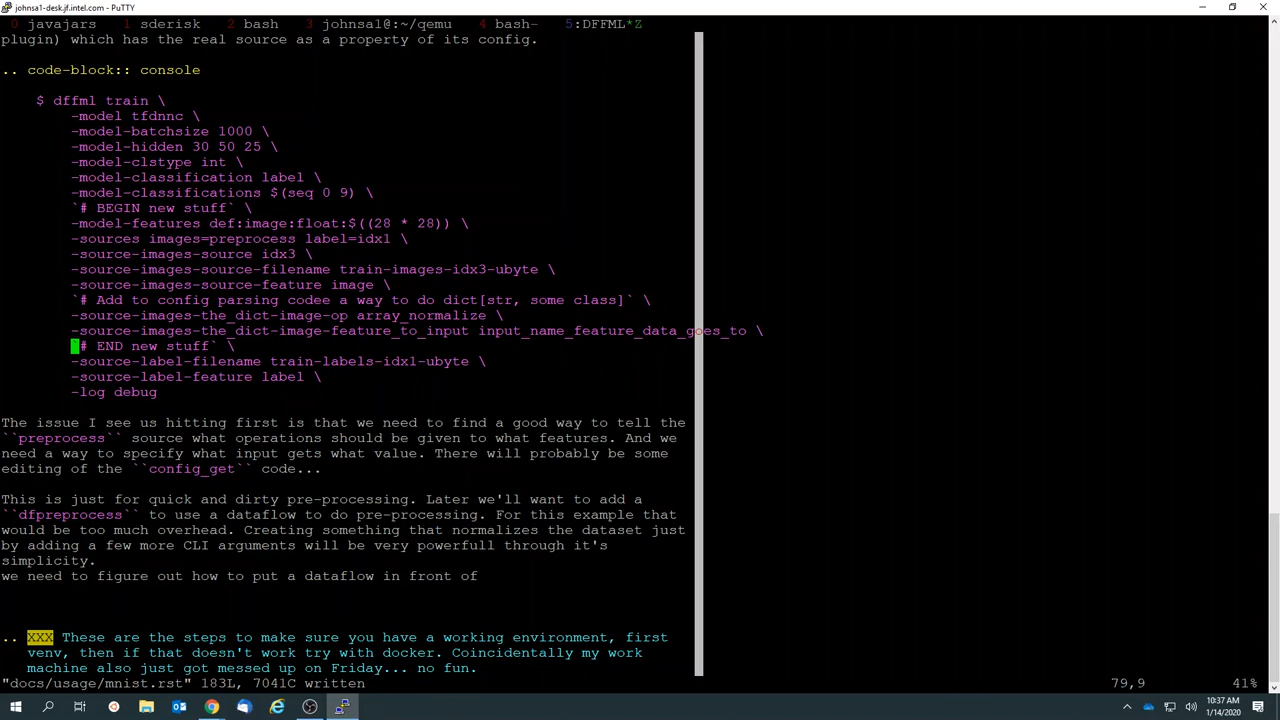 johnsa1-desk.jf.intel.com - PuTTY
0 javajars 1 sderisk 2 bash 3 johnsa1@:~/qemu 4 bash- 5:DFFML*Z
plugin) which has the real source as a property of its config.
.. code-block:: console
$ dffml train \
-model tfdnnc \
-model-batchsize 1000 \
-model-hidden 30 50 25 \
-model-clstype int \
-model-classification label \
-model-classifications $(seq 0 9) \
`# BEGIN new stuff` \
-model-features def:image:float:$((28 * 28)) \
-sources images=preprocess label=idx1 \
-source-images-source idx3 \
-source-images-source-filename train-images-idx3-ubyte \
-source-images-source-feature image \
`# Add to config parsing codee a way to do dict[str, some class]` \
-source-images-the_dict-image-op array_normalize \
-source-images-the_dict-image-feature_to_input input_name_feature_data_goes_to \
`# END new stuff` \
-source-label-filename train-labels-idx1-ubyte \
-source-label-feature label \
-log debug
The issue I see us hitting first is that we need to find a good way to tell the
``preprocess`` source what operations should be given to what features. And we
need a way to specify what input gets what value. There will probably be some
editing of the ``config_get`` code...
This is just for quick and dirty pre-processing. Later we'll want to add a
``dfpreprocess`` to use a dataflow to do pre-processing. For this example that
would be too much overhead. Creating something that normalizes the dataset just
by adding a few more CLI arguments will be very powerfull through it's
simplicity.
we need to figure out how to put a dataflow in front of
.. XXX These are the steps to make sure you have a working environment, first
venv, then if that doesn't work try with docker. Coincidentally my work
machine also just got messed up on Friday... no fun.
"docs/usage/mnist.rst" 183L, 7041C written 79,9 41%
10:37 AM
1/14/2020